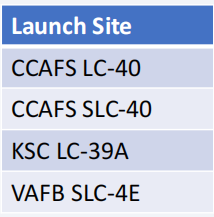 Launch Site
CCAFS LC-40
CCAFS SLC-40
KSC LC-39A
VAFB SLC-4E